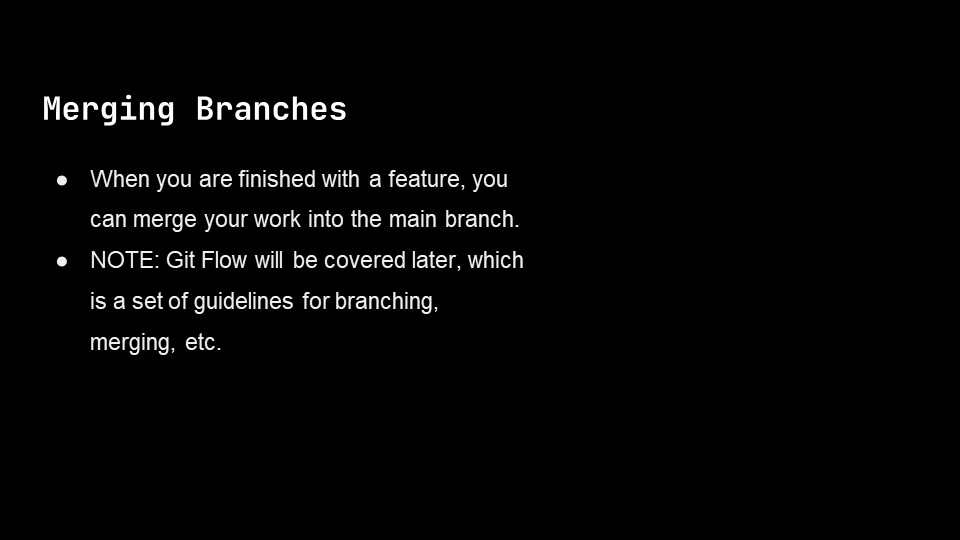 Merging Branches
● When you are finished with a feature, you
can merge your work into the main branch.
● NOTE: Git Flow will be covered later, which
is a set of guidelines for branching,
merging, etc.